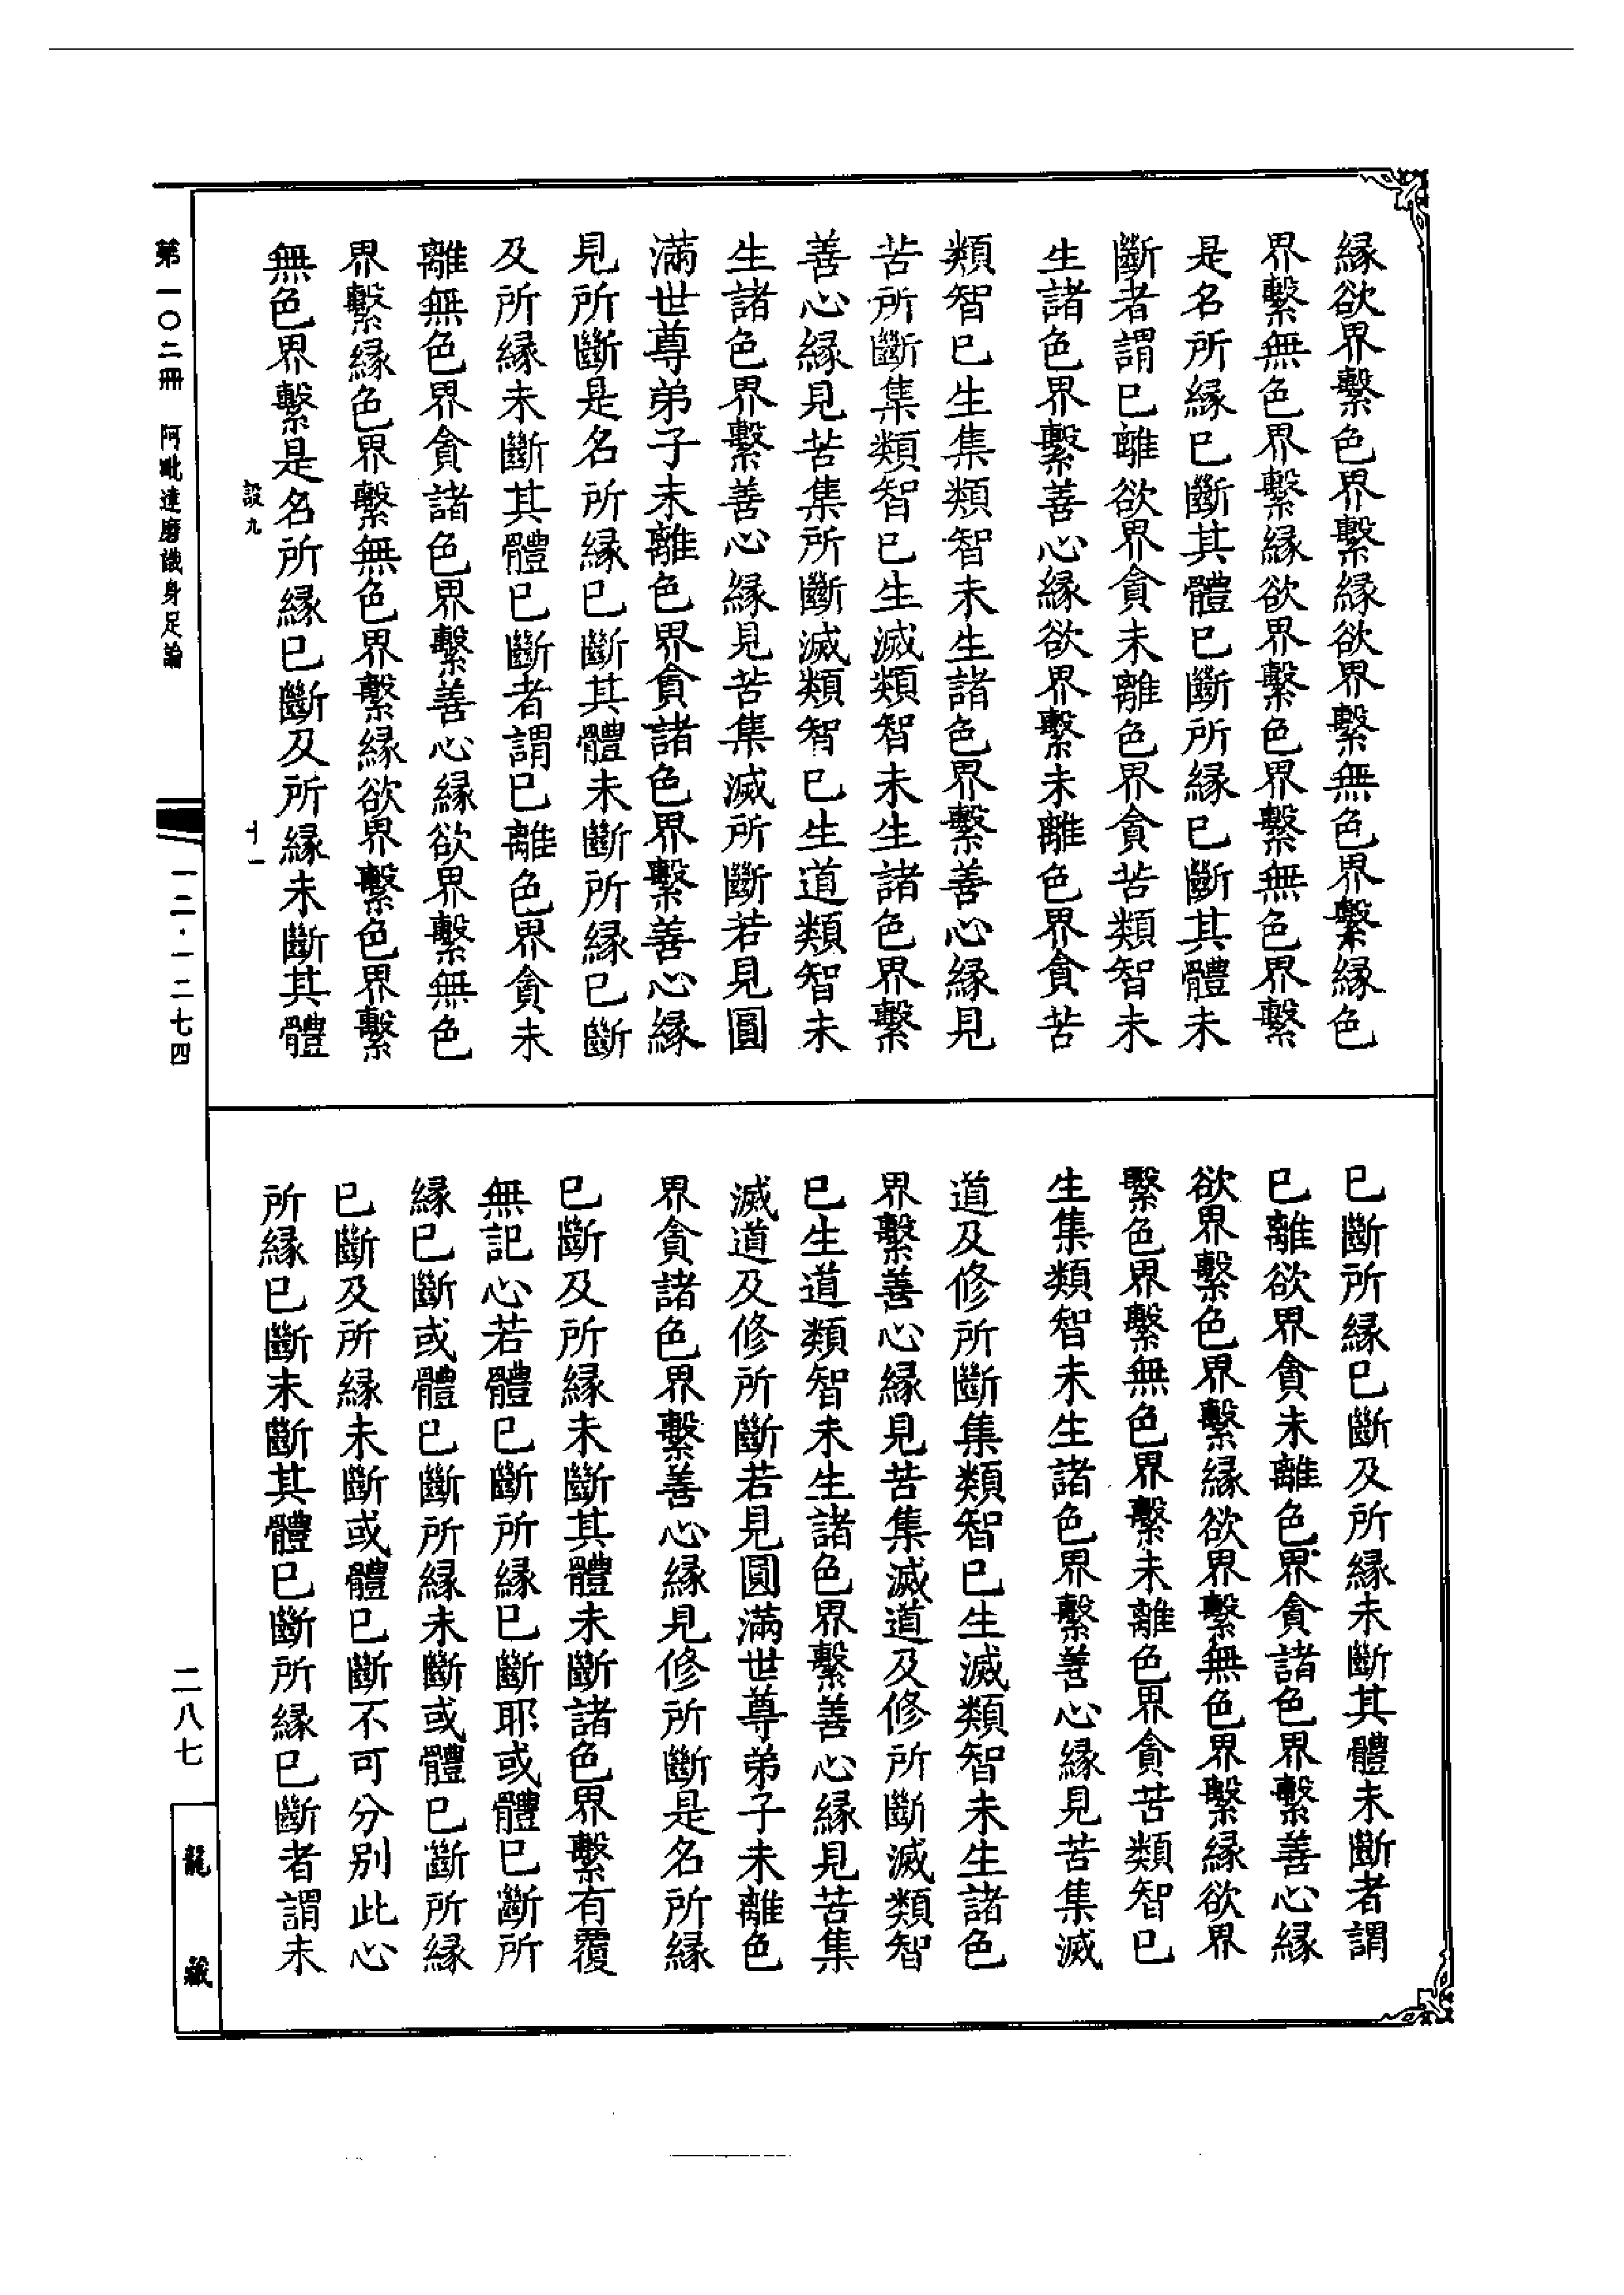 緣欲界繫色界繫緣欲界繫無色界繫緣色
界繫無色界繫緣欲界繫色界繫無色界繫
是名所緣已斷其體已斷所緣已斷其體未
斷者謂已離欲界貪未離色界貪苦類智未
生諸色界繫善心緣欲界繫未離色界貪苦
類智已生集類智未生諸色界繫善心緣見
苦所斷集類智已生滅類智未生諸色界繫
善心緣見苦集所斷滅類智已生道類智未
生諸色界繫善心緣見苦集滅所斷若見圓
滿世尊弟子未離色界貪諸色界繫善心緣
見所斷是名所緣已斷其體未斷所緣已斷
及所緣未斷其體已斷者謂已離色界貪未
離無色界貪諸色界繫善心緣欲界繫無色
界繫緣色界繫無色界繫緣欲界繫色界繫
無色界繫是名所緣已斷及所緣未斷其體
已斷所緣已斷及所緣未斷其體未斷者謂
已離欲界貪未離色界貪諸色界繫善心緣
欲界繫色界繫緣欲界繫無色界繫緣欲界
繫色界繫無色界繫未離色界貪苦類智已
生集類智未生諸色界繫善心緣見苦集滅
道及修所斷集類智已生滅類智未生諸色
界繫善心緣見苦集滅道及修所斷滅類智
已生道類智未生諸色界繫善心緣見苦集
滅道及修所斷若見圓滿世尊弟子未離色
界貪諸色界繫善心緣見修所斷是名所緣
已斷及所緣未斷其體未斷諸色界繫有覆
無記心若體已斷所緣已斷耶或體已斷所
緣已斷或體已斷所緣未斷或體已斷所緣
已斷及所緣未斷或體已斷不可分別此心
所緣已斷未斷其體已斷所緣已斷者謂未
設九
十一
第一〇二冊 阿毗達磨識身足論
一二·一二七四
二八七
龍藏